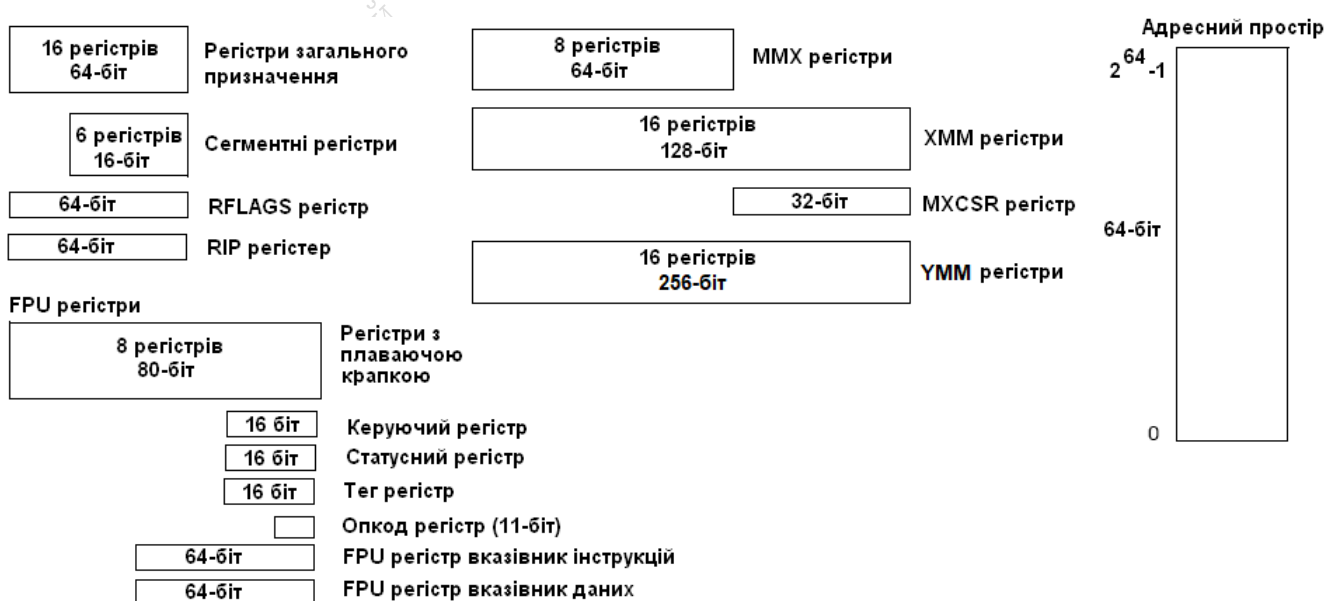 16 регістрів
64-біт
Регістри загального
призначення
6 регістрів
16-біт
Сегментні регістри
64-біт
RFLAGS регістр
64-біт
RIP регістер
FPU регістри
8 регістрів
80-біт
Регістри з
плаваючою
крапкою
16 біт
Керуючий регістр
16 біт
Статусний регістр
16 біт
Тег регістр
Опкод регістр (11-біт)
64-біт
FPU регістр вказівник інструкцій
64-біт
FPU регістр вказівник даних
8 регістрів
64-біт
MMX регістри
16 регістрів
128-біт
XMM регістри
32-біт
MXCSR регістр
16 регістрів
256-біт
YMM регістри
Адресний простір
2^64-1
64-біт
0